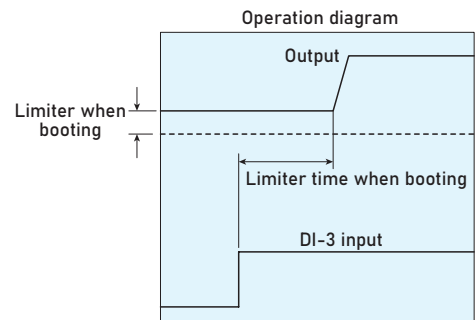 Operation diagram
Output
Limiter when
booting
Limiter time when booting
DI-3 input